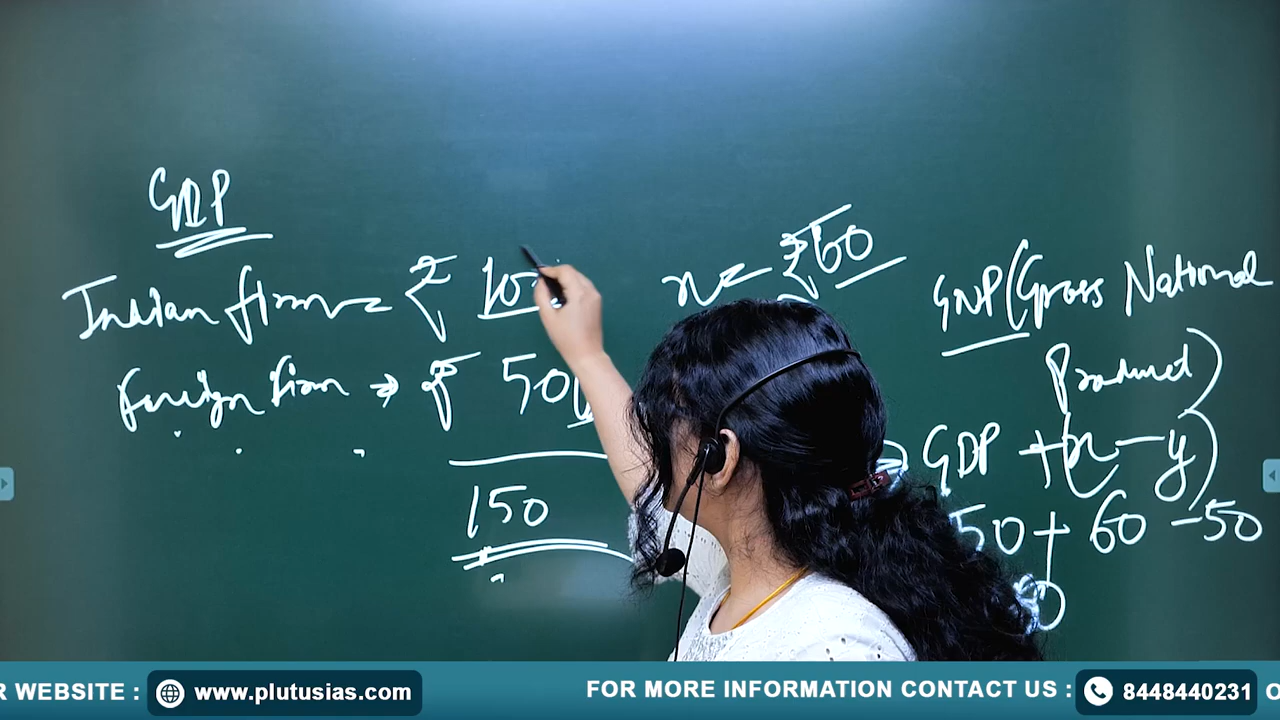 GDP
Indian firm = ₹ 100
Foreign firm → ₹ 50
150
x = ₹60
GNP (Gross National
Product)
GDP + (x - y)
50 + 60 - 50
R WEBSITE : www.plutusias.com
FOR MORE INFORMATION CONTACT US : 8448440231 O